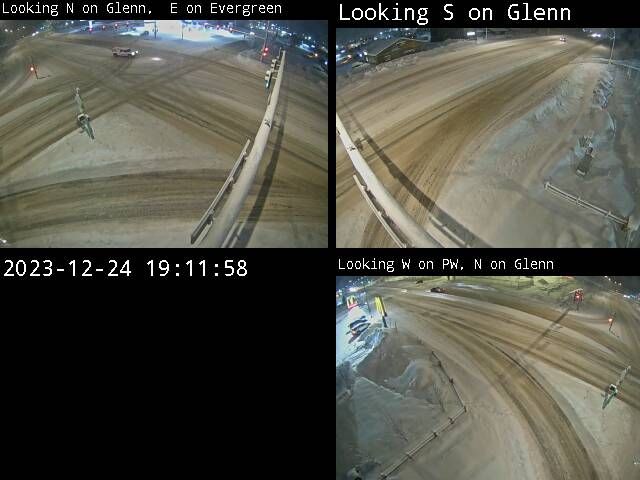 Looking N on Glenn,  E on Evergreen
Looking S on Glenn
2023-12-24 19:11:58
Looking W on PW, N on Glenn